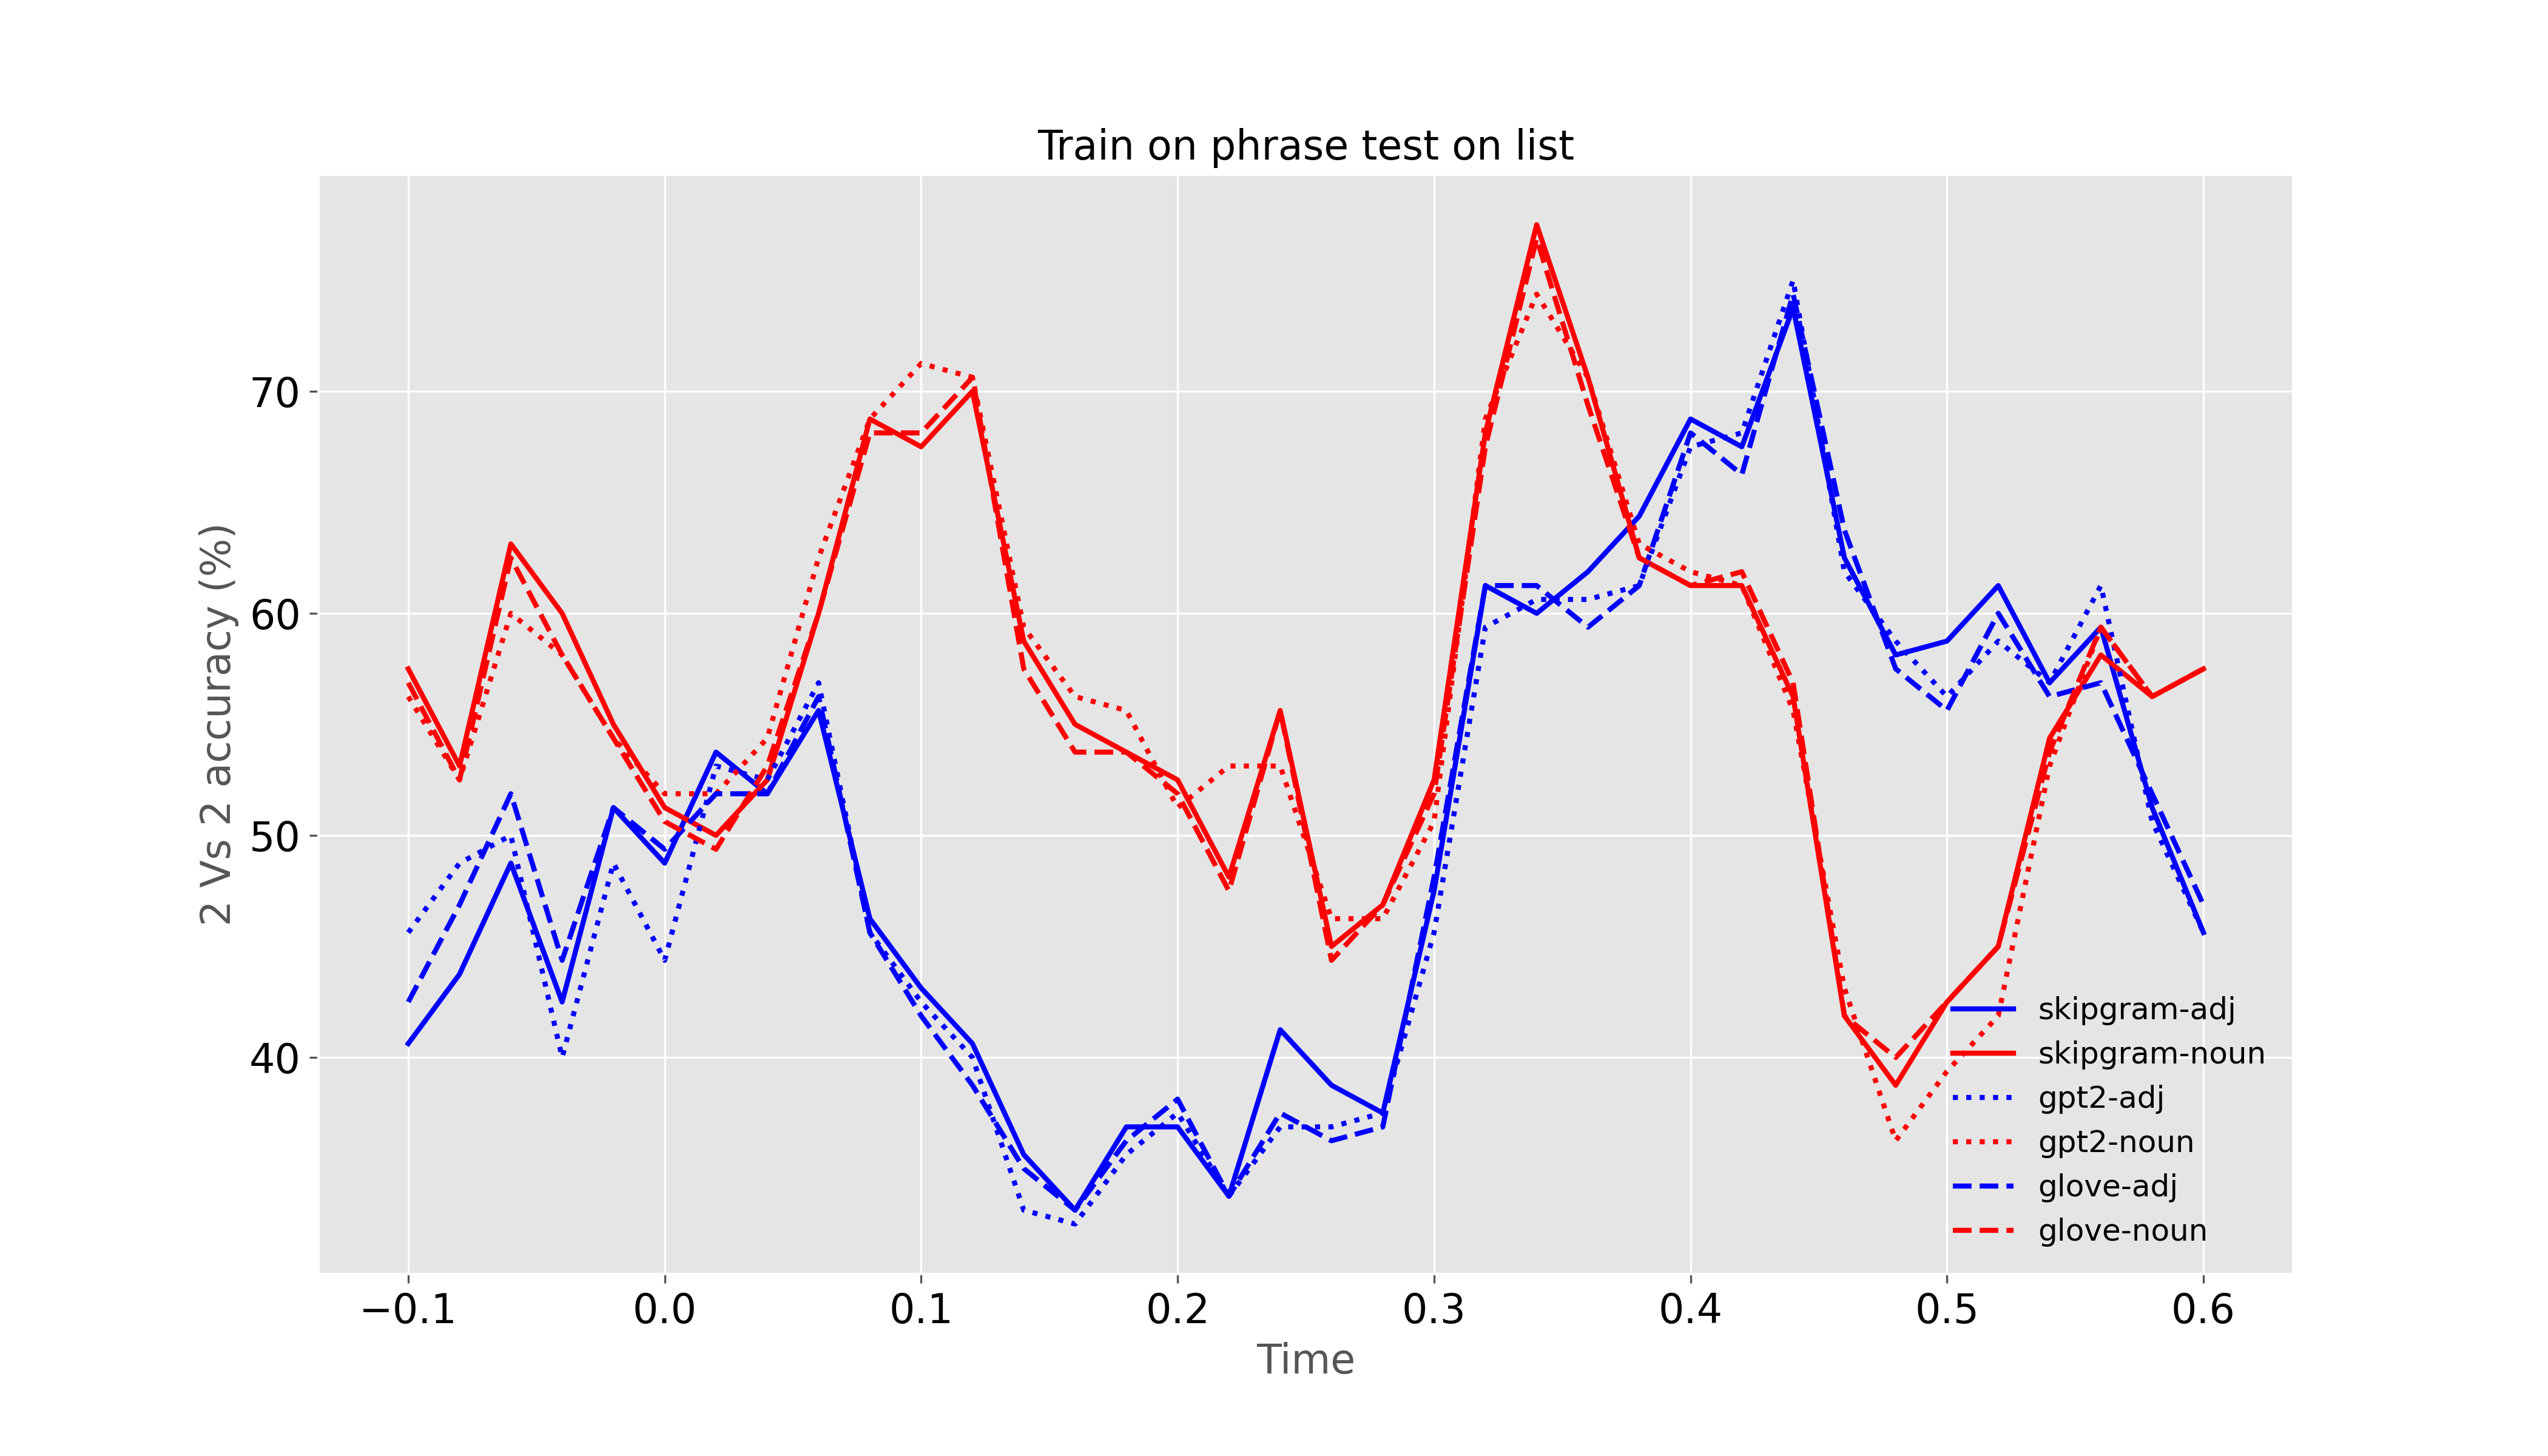 Train on phrase test on list
2 Vs 2 accuracy (%)
70
60
50
40
−0.1 0.0 0.1 0.2 0.3 0.4 0.5 0.6
Time
skipgram-adj
skipgram-noun
gpt2-adj
gpt2-noun
glove-adj
glove-noun